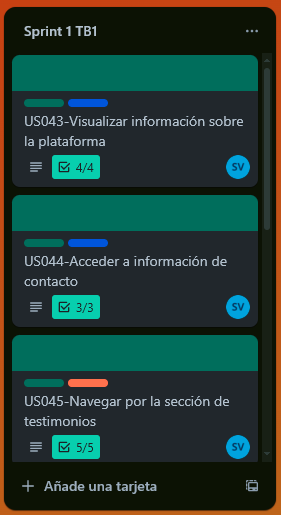 Sprint 1 TB1
US043-Visualizar información sobre
la plataforma
4/4
SV
US044-Acceder a información de
contacto
3/3
SV
US045-Navegar por la sección de
testimonios
5/5
SV
Añade una tarjeta